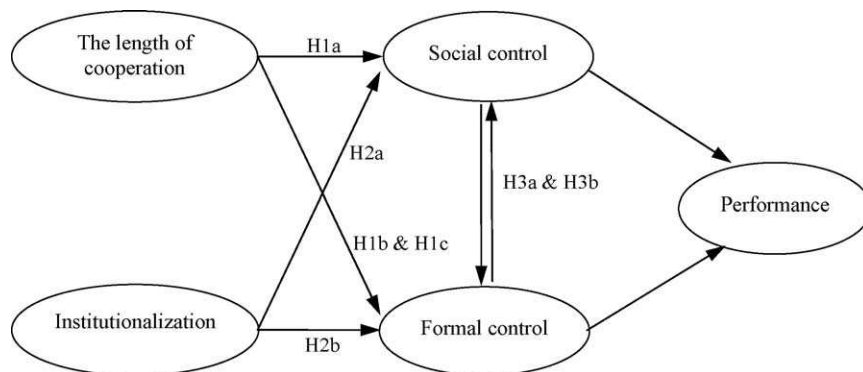 The length of
cooperation
H1a
Social control
H2a
H3a & H3b
Performance
H1b & H1c
Institutionalization
H2b
Formal control